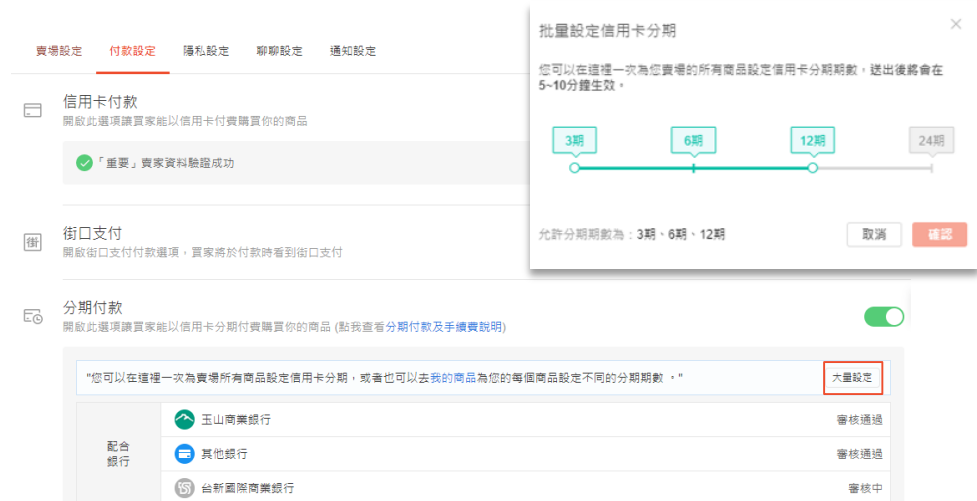 賣場設定 付款設定 隱私設定 聊聊設定 通知設定
信用卡付款
開啟此選項讓買家能以信用卡付費購買你的商品
「重要」賣家資料驗證成功
街口支付
街
開啟街口支付付款選項，買家將於付款時看到街口支付
分期付款
開啟此選項讓買家能以信用卡分期付費購買你的商品 (點我查看分期付款及手續費說明)
"您可以在這裡一次為賣場所有商品設定信用卡分期，或者也可以去我的商品為您的每個商品設定不同的分期期數 。"
大量設定
配合
銀行
玉山商業銀行 審核通過
其他銀行 審核通過
台新國際商業銀行 審核中
批量設定信用卡分期
您可以在這裡一次為您賣場的所有商品設定信用卡分期期數，送出後將會在
5~10分鐘生效。
3期 6期 12期 24期
允許分期期數為：3期、6期、12期
取消 確認